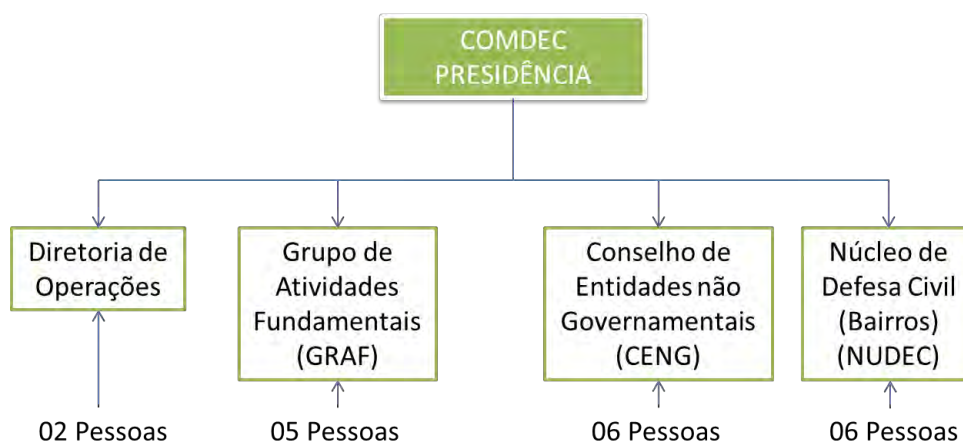 COMDEC
PRESIDÊNCIA
Diretoria de
Operações
Grupo de
Atividades
Fundamentais
(GRAF)
Conselho de
Entidades não
Governamentais
(CENG)
Núcleo de
Defesa Civil
(Bairros)
(NUDEC)
02 Pessoas
05 Pessoas
06 Pessoas
06 Pessoas